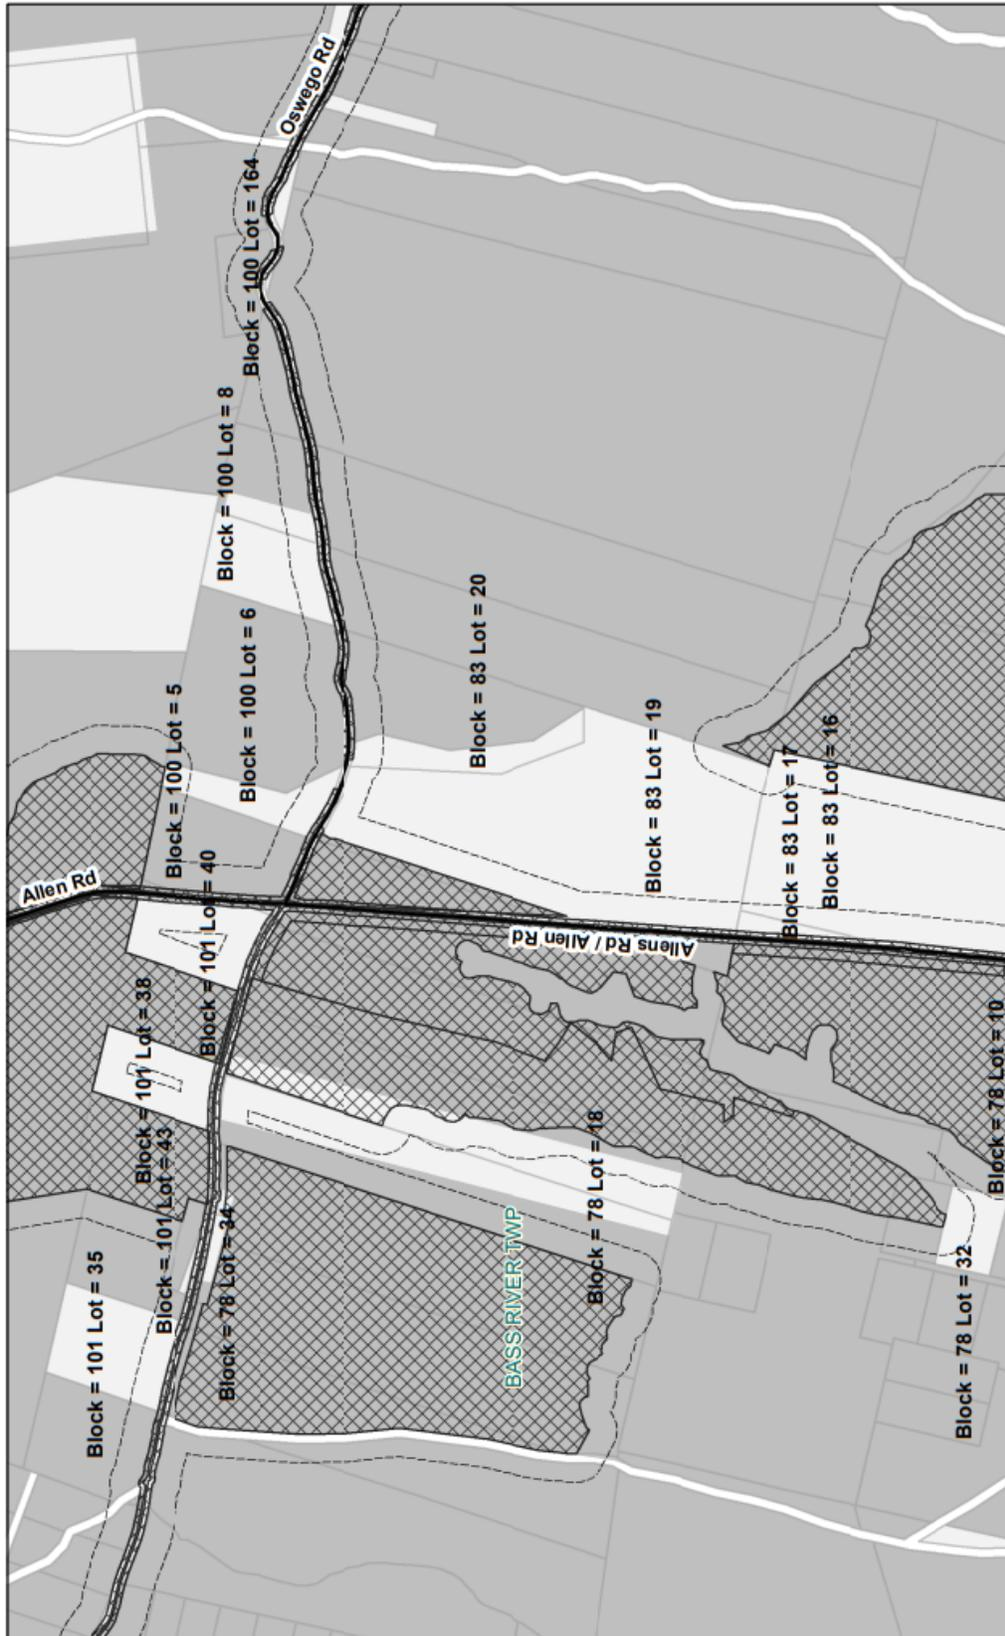 Oswego Rd
Block = 100 Lot = 164
Block = 100 Lot = 8
Block = 100 Lot = 6
Block = 100 Lot = 5
Block = 83 Lot = 20
Block = 83 Lot = 19
Block = 83 Lot = 17
Block = 83 Lot = 16
Allen Rd
Block = 101 Lot = 40
Allens Rd / Allen Rd
Block = 101 Lot = 38
Block = 101 Lot = 43
Block = 101 Lot = 35
Block = 78 Lot = 34
Block = 78 Lot = 18
BASS RIVER TWP
Block = 78 Lot = 10
Block = 78 Lot = 32